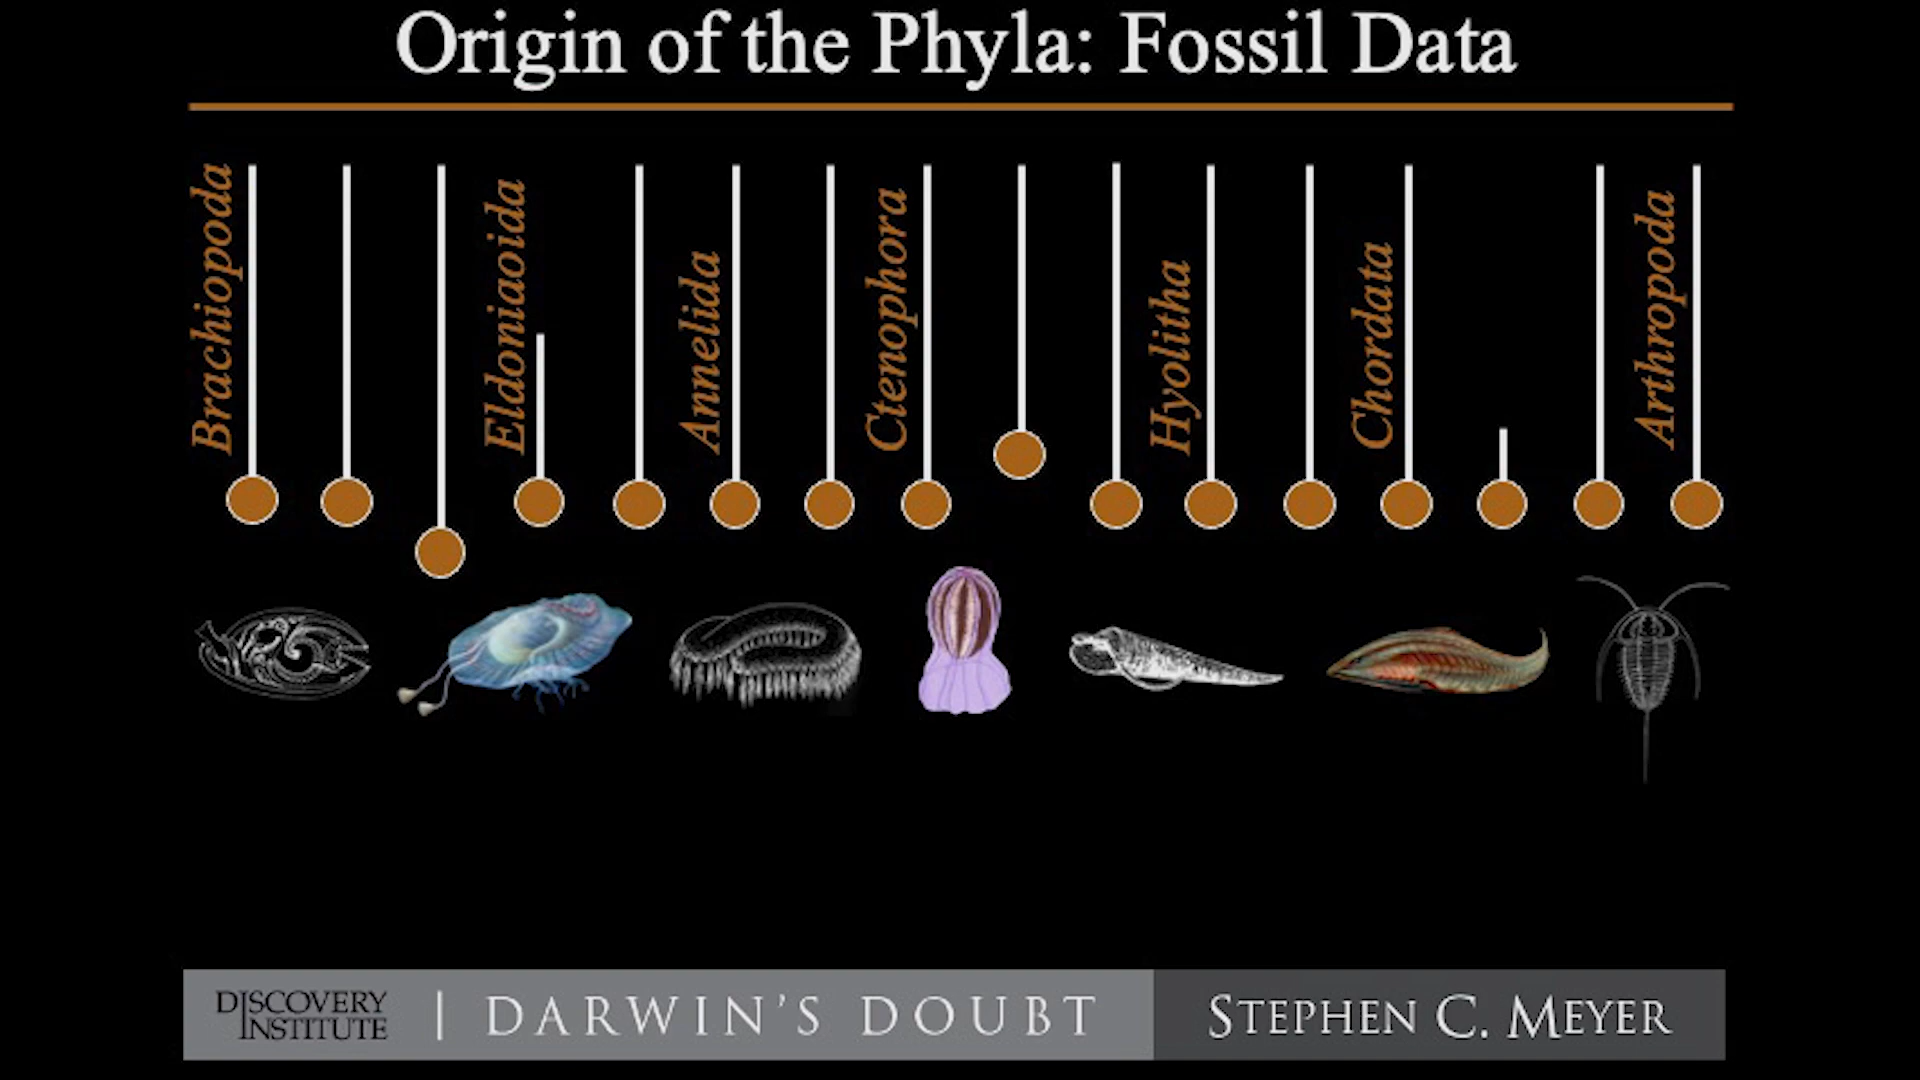 Origin of the Phyla: Fossil Data
Brachiopoda
Eldoniaoida
Annelida
Ctenophora
Hyolitha
Chordata
Arthropoda
DISCOVERY
INSTITUTE
DARWIN'S DOUBT
STEPHEN C. MEYER